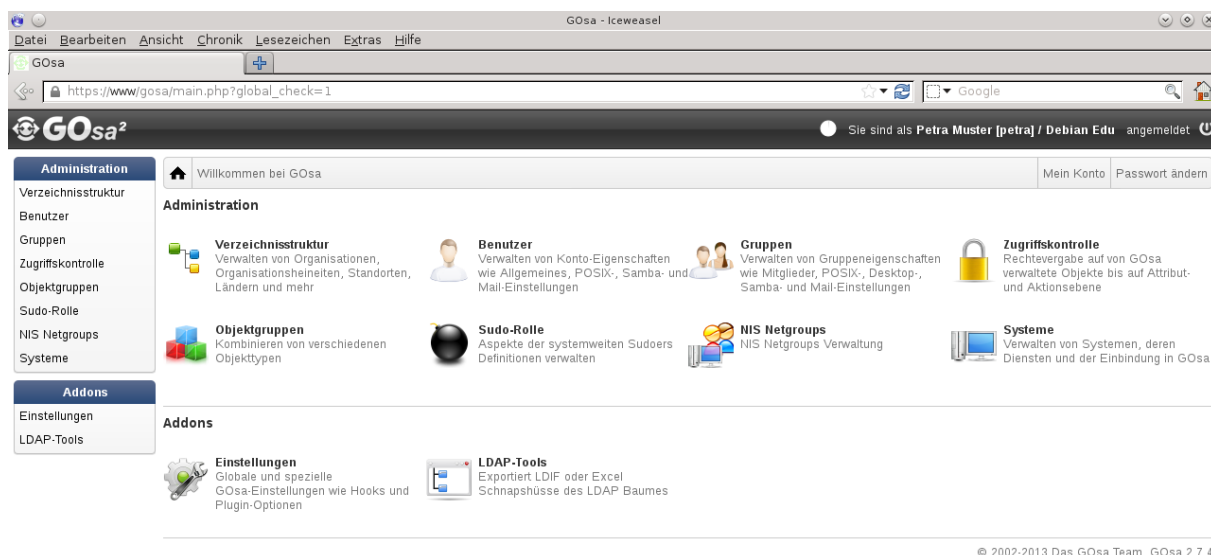 GOsa - Iceweasel
Datei Bearbeiten Ansicht Chronik Lesezeichen Extras Hilfe
GOsa
https://www/gosa/main.php?global_check=1
Google
GOsa²
Sie sind als Petra Muster [petra] / Debian Edu angemeldet
Administration
Verzeichnisstruktur
Benutzer
Gruppen
Zugriffskontrolle
Objektgruppen
Sudo-Rolle
NIS Netgroups
Systeme
Addons
Einstellungen
LDAP-Tools
Willkommen bei GOsa
Mein Konto
Passwort ändern
Administration
Verzeichnisstruktur
Verwalten von Organisationen,
Organisationsheineiten, Standorten,
Ländern und mehr
Benutzer
Verwalten von Konto-Eigenschaften
wie Allgemeines, POSIX-, Samba- und
Mail-Einstellungen
Gruppen
Verwalten von Gruppeneigenschaften
wie Mitglieder, POSIX-, Desktop-,
Samba- und Mail-Einstellungen
Zugriffskontrolle
Rechtevergabe auf von GOsa
verwaltete Objekte bis auf Attribut-
und Aktionsebene
Objektgruppen
Kombinieren von verschiedenen
Objekttypen
Sudo-Rolle
Aspekte der systemweiten Sudoers
Definitionen verwalten
NIS Netgroups
NIS Netgroups Verwaltung
Systeme
Verwalten von Systemen, deren
Diensten und der Einbindung in GOsa
Addons
Einstellungen
Globale und spezielle
GOsa-Einstellungen wie Hooks und
Plugin-Optionen
LDAP-Tools
Exportiert LDIF oder Excel
Schnapshüsse des LDAP Baumes
© 2002-2013 Das GOsa Team, GOsa 2.7.4